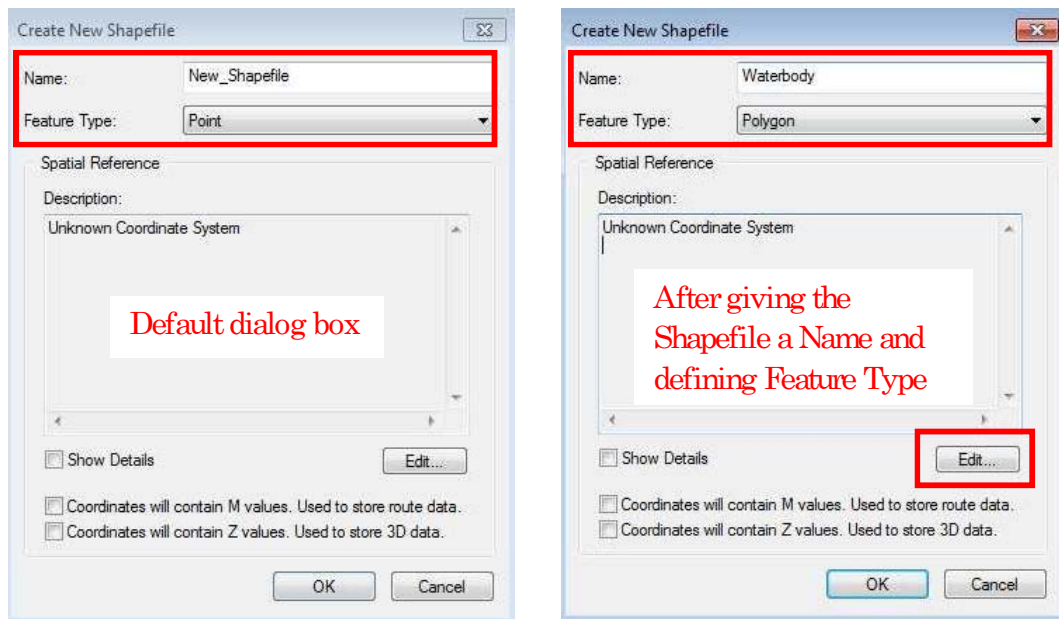 Create New Shapefile
Name:
New_Shapefile
Feature Type:
Point
Spatial Reference
Description:
Unknown Coordinate System
Default dialog box
Show Details
Edit...
Coordinates will contain M values. Used to store route data.
Coordinates will contain Z values. Used to store 3D data.
OK
Cancel
Create New Shapefile
Name:
Waterbody
Feature Type:
Polygon
Spatial Reference
Description:
Unknown Coordinate System
After giving the
Shapefile a Name and
defining Feature Type
Show Details
Edit...
Coordinates will contain M values. Used to store route data.
Coordinates will contain Z values. Used to store 3D data.
OK
Cancel